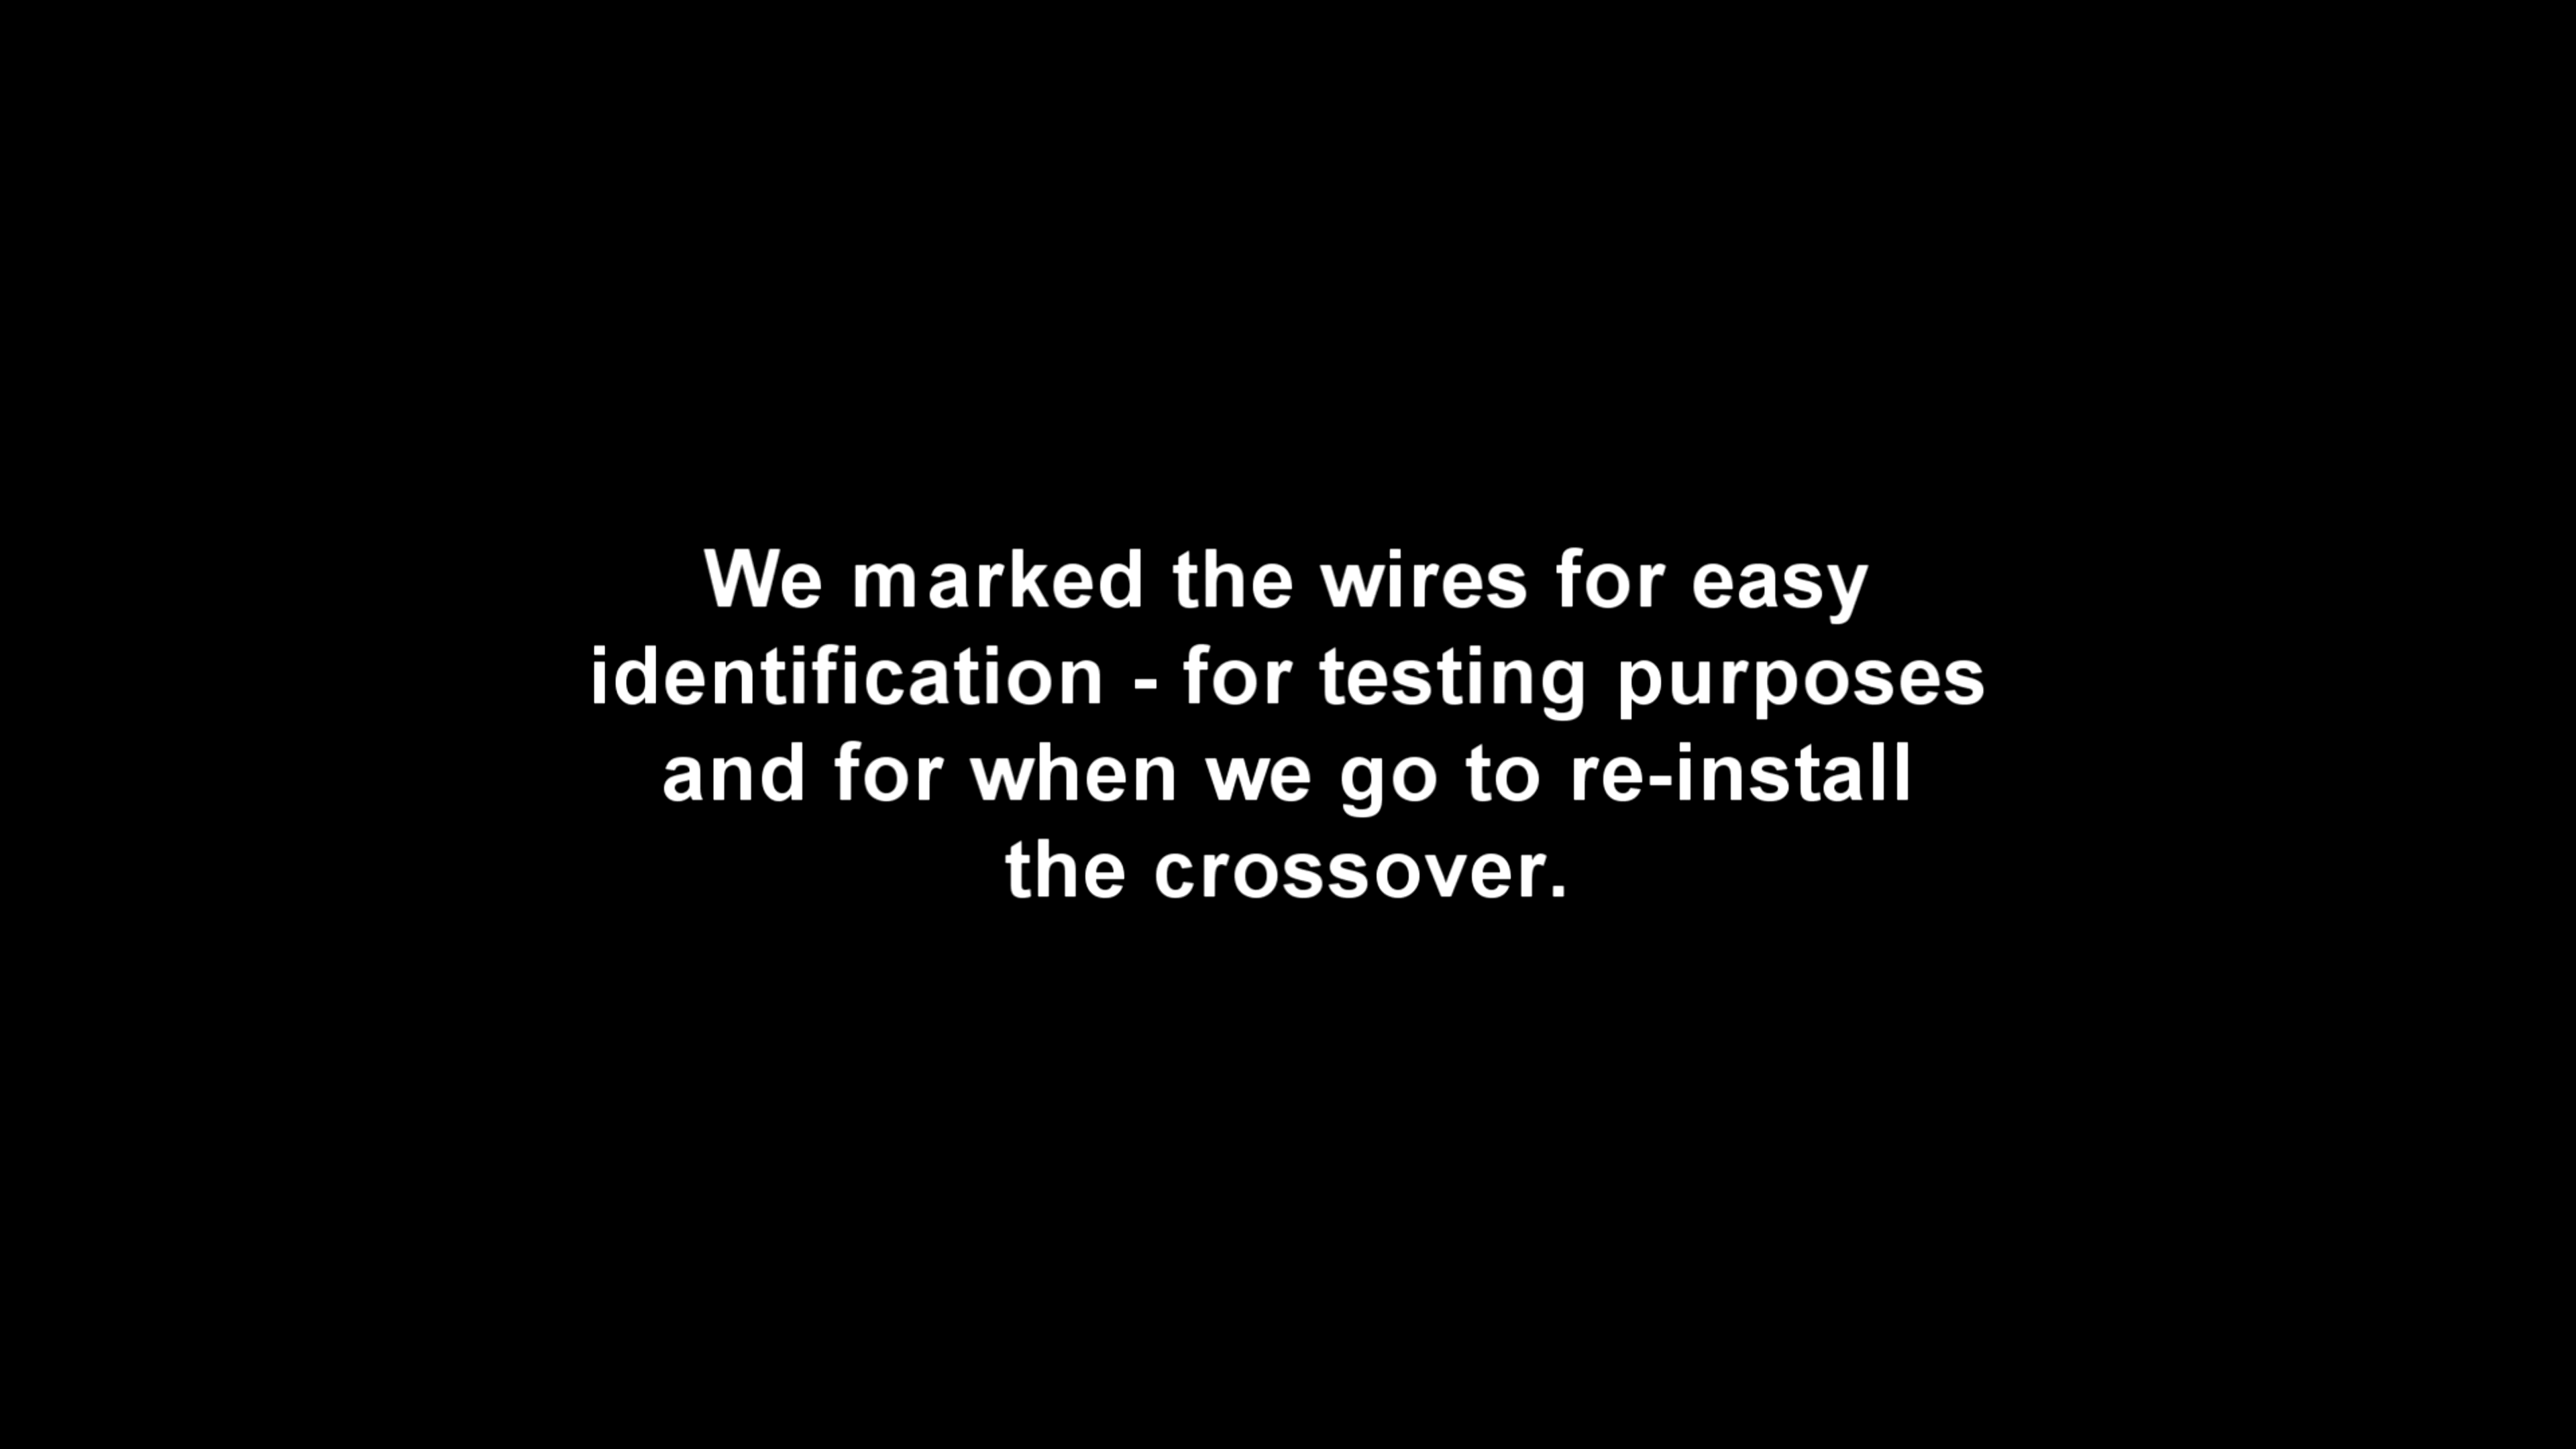 We marked the wires for easy
identification - for testing purposes
and for when we go to re-install
the crossover.